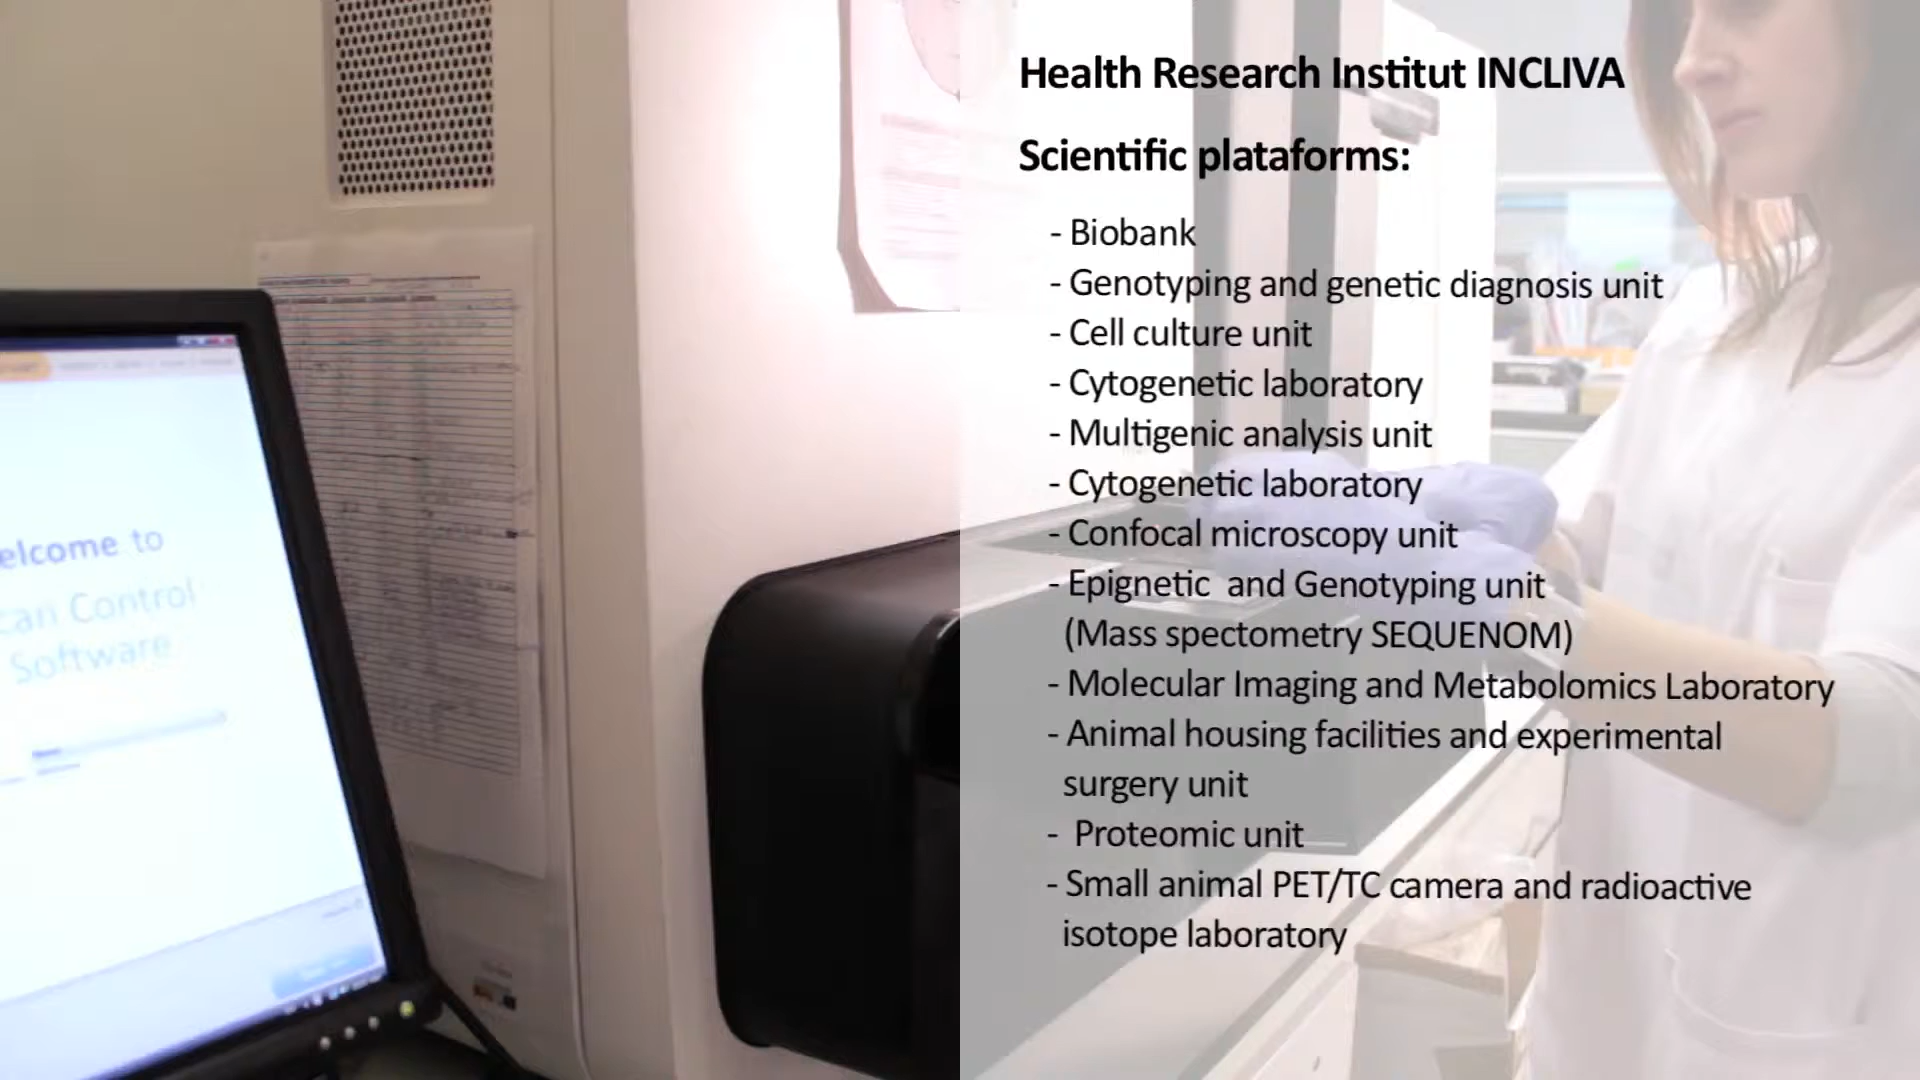 Health Research Institut INCLIVA
Scientific plataforms:
- Biobank
- Genotyping and genetic diagnosis unit
- Cell culture unit
- Cytogenetic laboratory
- Multigenic analysis unit
- Cytogenetic laboratory
- Confocal microscopy unit
- Epignetic and Genotyping unit
(Mass spectometry SEQUENOM)
- Molecular Imaging and Metabolomics Laboratory
- Animal housing facilities and experimental
surgery unit
- Proteomic unit
- Small animal PET/TC camera and radioactive
isotope laboratory
elcome to
can Control
Software